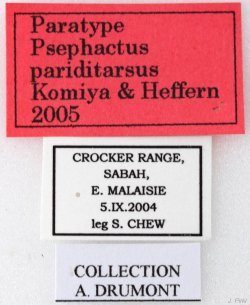 Paratype
Psephactus
pariditarsus
Komiya & Heffern
2005
CROCKER RANGE,
SABAH,
E. MALAISIE
5.IX.2004
leg S. CHEW
COLLECTION
A. DRUMONT